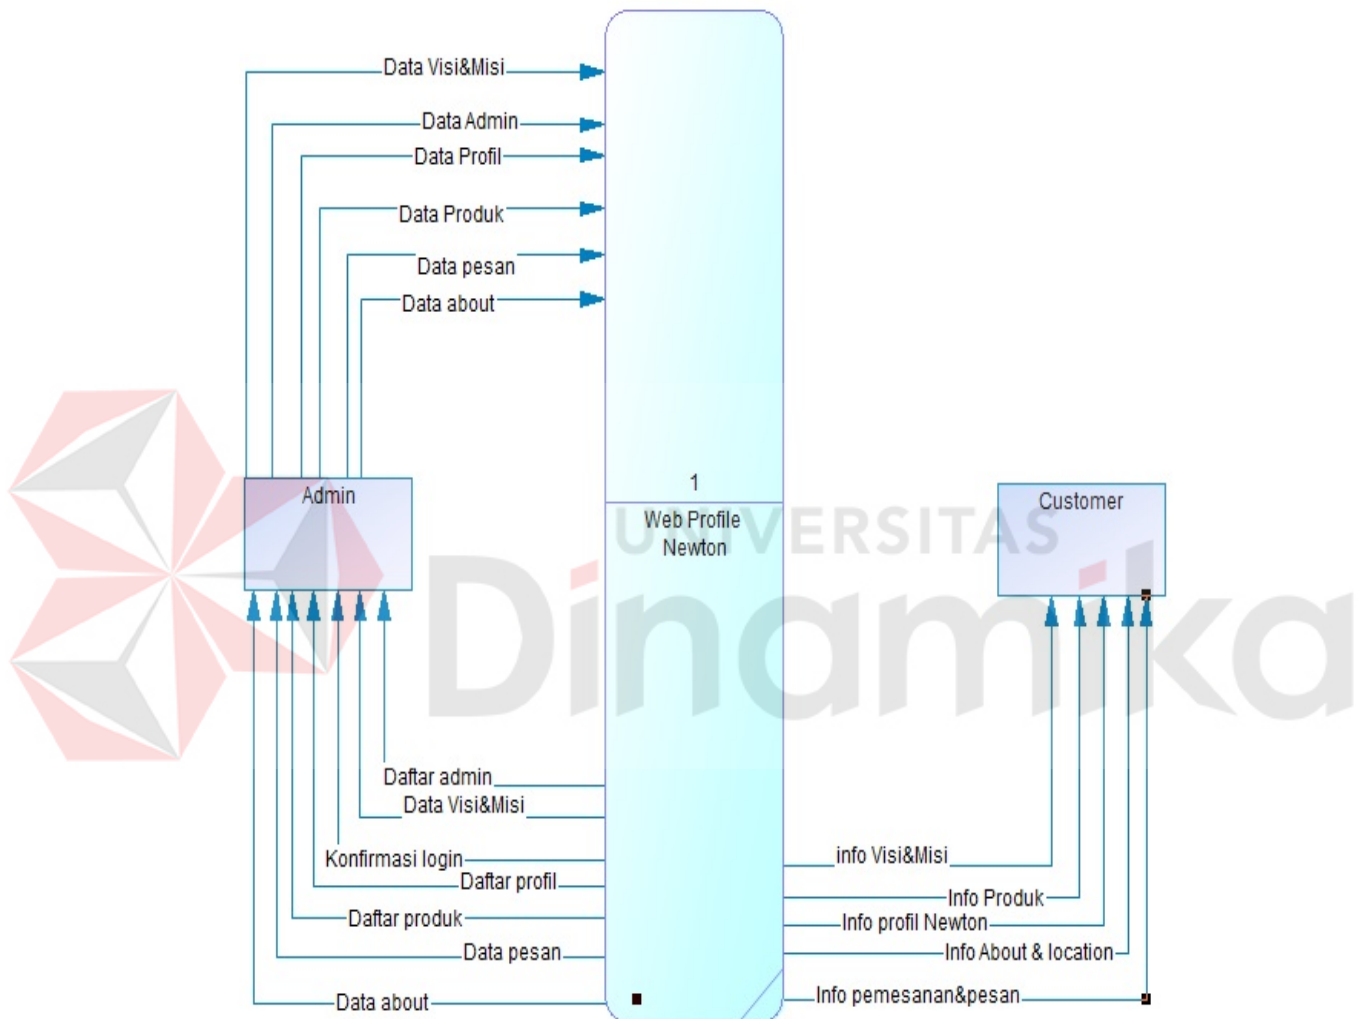 Data Visi&Misi
Data Admin
Data Profil
Data Produk
Data pesan
Data about
Admin
1
Web Profile
Newton
Customer
UNIVERSITAS
Dinamika
Daftar admin
Data Visi&Misi
Konfirmasi login
Daftar profil
Daftar produk
Data pesan
Data about
info Visi&Misi
Info Produk
Info profil Newton
Info About & location
Info pemesanan&pesan